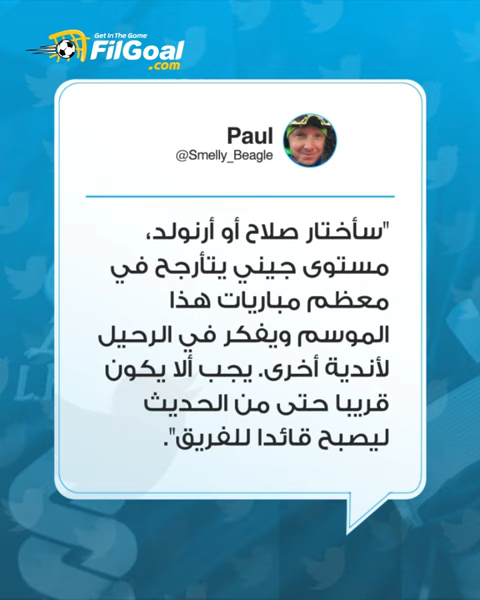 Get In The Game
FilGoal
.com
Paul
@Smelly_Beagle
"سأختار صلاح أو أرنولد،
مستوى جيني يتأرجح في
معظم مباريات هذا
الموسم ويفكر في الرحيل
لأندية أخرى. يجب ألا يكون
قريبا حتى من الحديث
ليصبح قائدا للفريق".